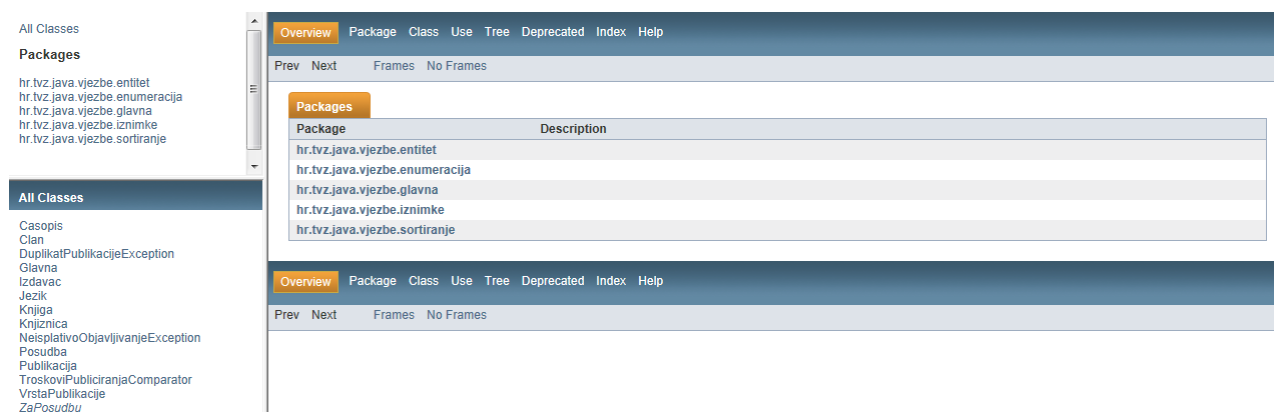 All Classes
Packages
hr.tvz.java.vjezbe.entitet
hr.tvz.java.vjezbe.enumeracija
hr.tvz.java.vjezbe.glavna
hr.tvz.java.vjezbe.iznimke
hr.tvz.java.vjezbe.sortiranje
All Classes
Casopis
Clan
DuplikatPublikacijeException
Glavna
Izdavac
Jezik
Knjiga
Knjiznica
NeisplativoObjavljivanjeException
Posudba
Publikacija
TroskoviPubliciranjaComparator
VrstaPublikacije
ZaPosudbu
Overview Package Class Use Tree Deprecated Index Help
Prev Next Frames No Frames
Packages
Package Description
hr.tvz.java.vjezbe.entitet
hr.tvz.java.vjezbe.enumeracija
hr.tvz.java.vjezbe.glavna
hr.tvz.java.vjezbe.iznimke
hr.tvz.java.vjezbe.sortiranje
Overview Package Class Use Tree Deprecated Index Help
Prev Next Frames No Frames